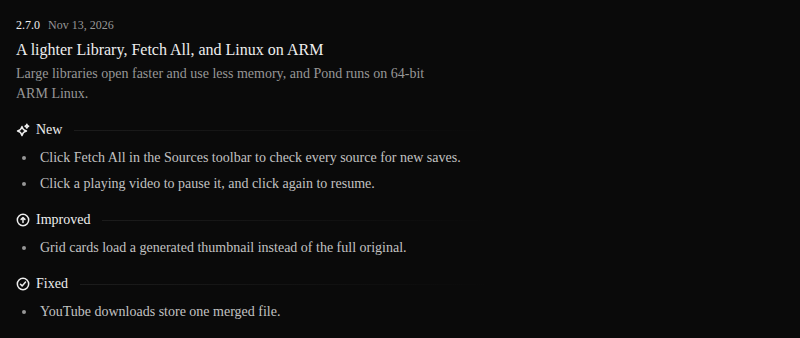 2.7.0 Nov 13, 2026
A lighter Library, Fetch All, and Linux on ARM
Large libraries open faster and use less memory, and Pond runs on 64-bit
ARM Linux.
New
Click Fetch All in the Sources toolbar to check every source for new saves.
Click a playing video to pause it, and click again to resume.
Improved
Grid cards load a generated thumbnail instead of the full original.
Fixed
YouTube downloads store one merged file.